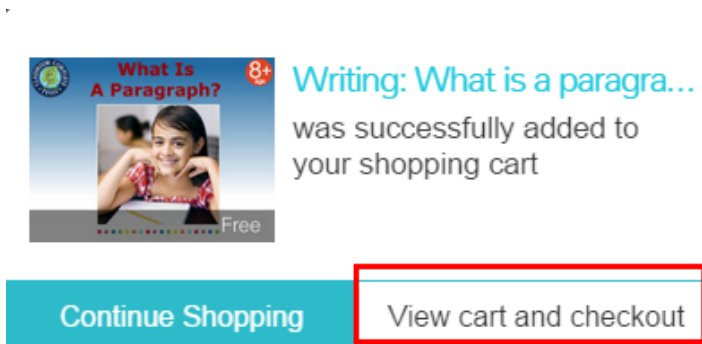 What Is
A Paragraph?
8+
age
Free
Writing: What is a paragra...
was successfully added to
your shopping cart
Continue Shopping
View cart and checkout